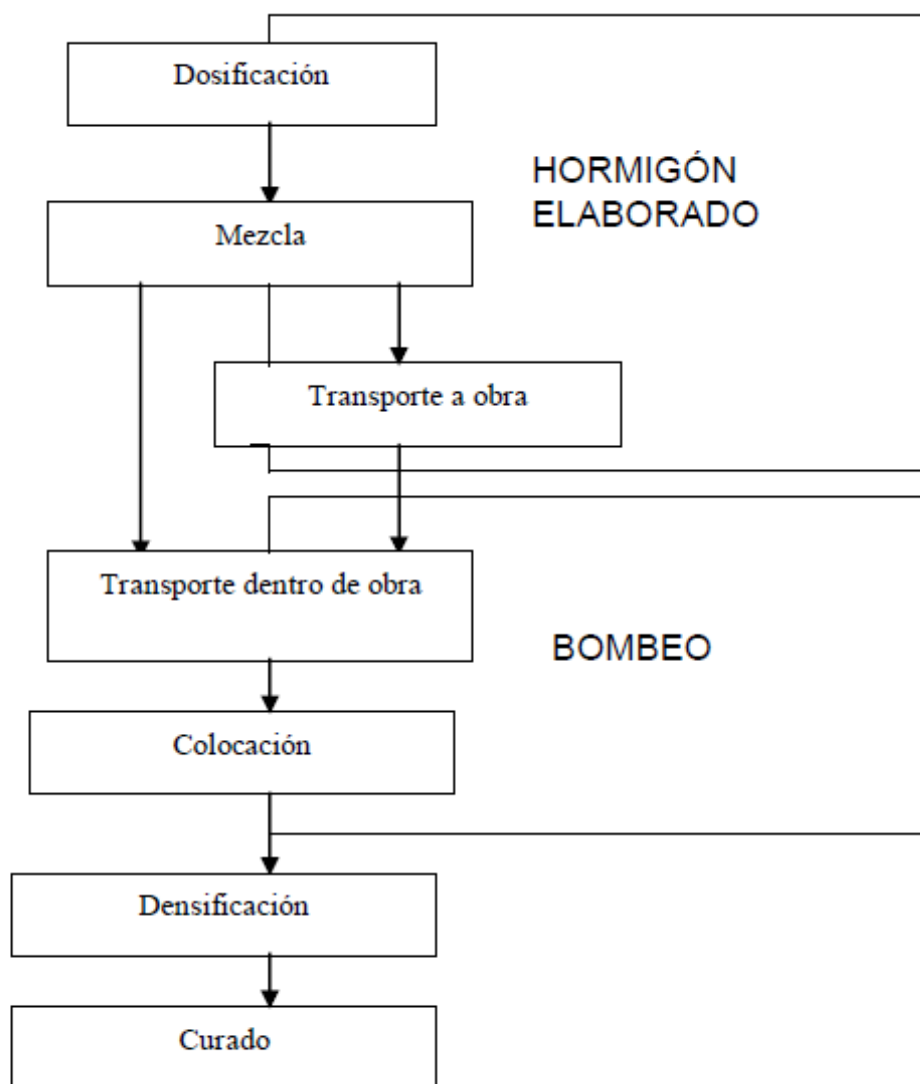 Dosificación
HORMIGÓN
ELABORADO
Mezcla
Transporte a obra
Transporte dentro de obra
BOMBEO
Colocación
Densificación
Curado